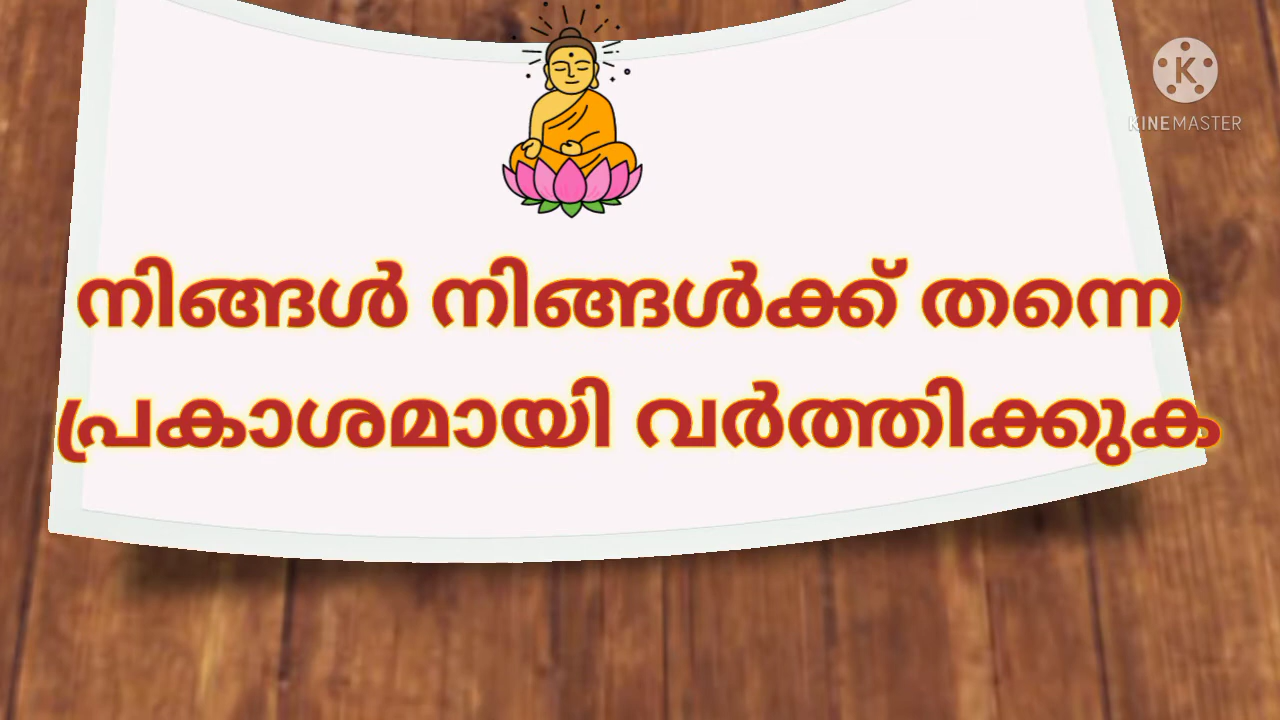 KINEMASTER
നിങ്ങൾ നിങ്ങൾക്ക് തന്നെ
പ്രകാശമായി വർത്തിക്കുക